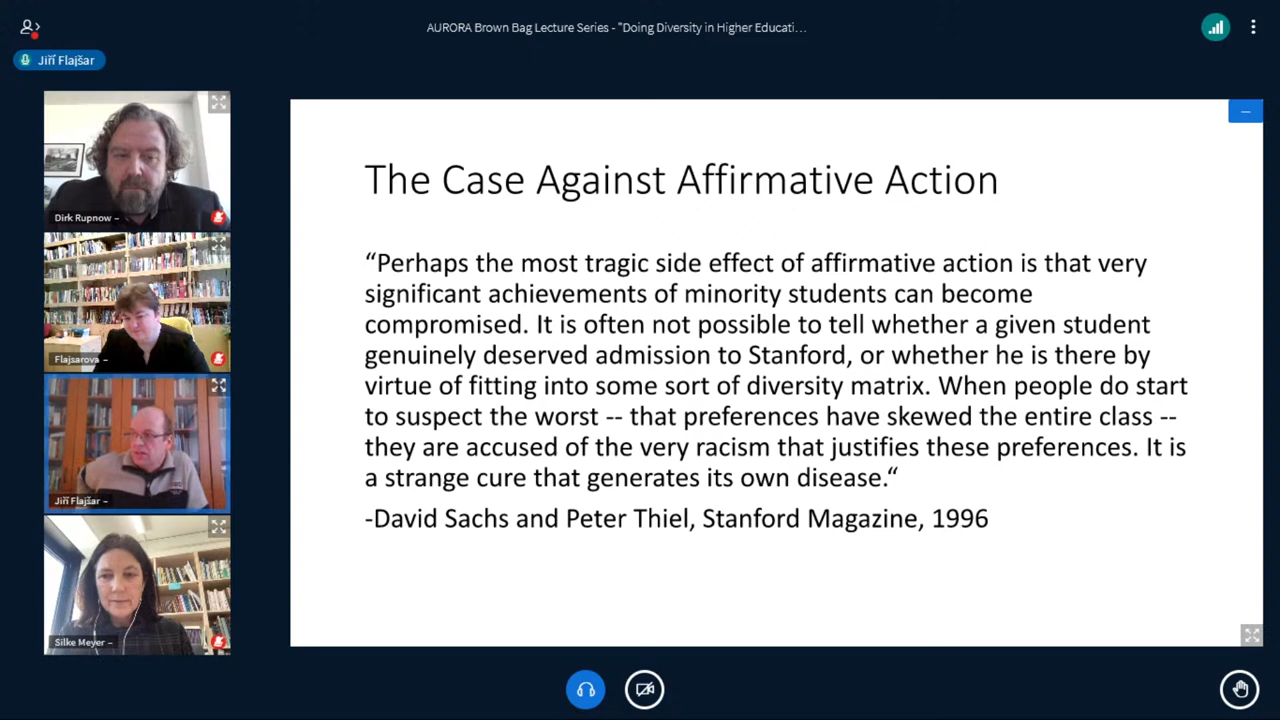 AURORA Brown Bag Lecture Series - "Doing Diversity in Higher Educati...
Jiří Flajšar
Dirk Rupnow –
Flajsarova –
Jiří Flajšar –
Silke Meyer –
The Case Against Affirmative Action
“Perhaps the most tragic side effect of affirmative action is that very
significant achievements of minority students can become
compromised. It is often not possible to tell whether a given student
genuinely deserved admission to Stanford, or whether he is there by
virtue of fitting into some sort of diversity matrix. When people do start
to suspect the worst -- that preferences have skewed the entire class --
they are accused of the very racism that justifies these preferences. It is
a strange cure that generates its own disease.“
-David Sachs and Peter Thiel, Stanford Magazine, 1996